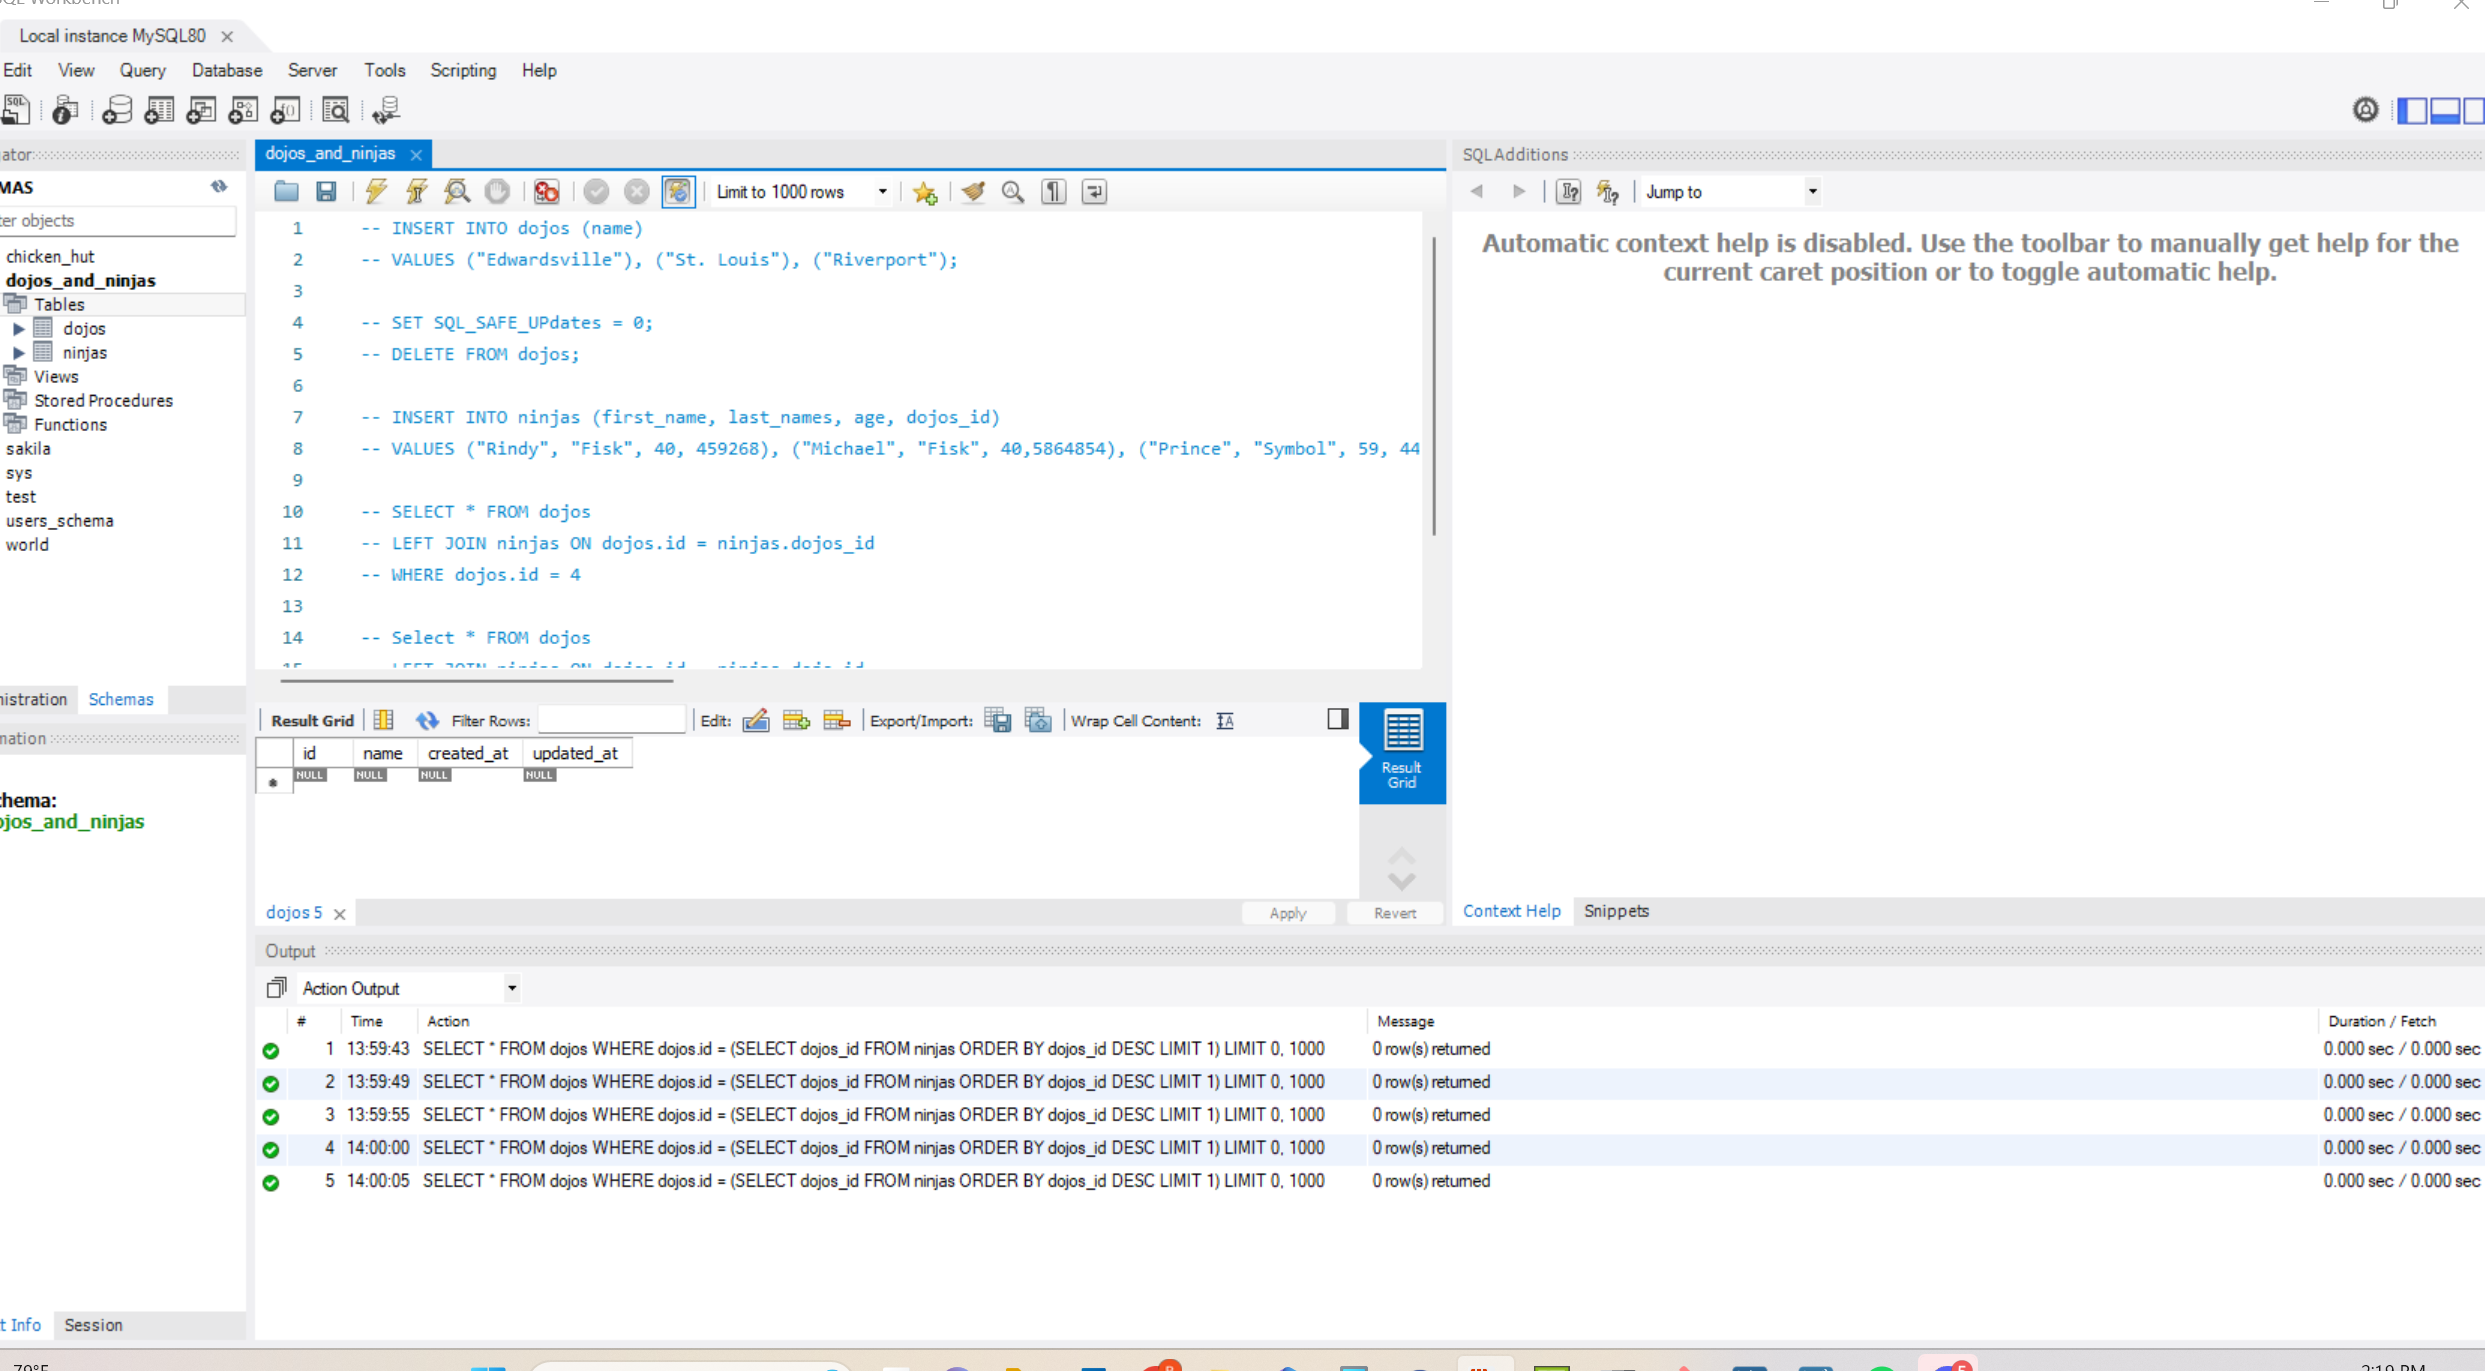 Local instance MySQL80
Edit View Query Database Server Tools Scripting Help
dojos_and_ninjas
SQLAdditions
Limit to 1000 rows
Jump to
chicken_hut
dojos_and_ninjas
Tables
dojos
ninjas
Views
Stored Procedures
Functions
sakila
sys
test
users_schema
world
Schemas
1 -- INSERT INTO dojos (name)
2 -- VALUES ("Edwardsville"), ("St. Louis"), ("Riverport");
3
4 -- SET SQL_SAFE_UPdates = 0;
5 -- DELETE FROM dojos;
6
7 -- INSERT INTO ninjas (first_name, last_names, age, dojos_id)
8 -- VALUES ("Rindy", "Fisk", 40, 459268), ("Michael", "Fisk", 40,5864854), ("Prince", "Symbol", 59, 44
9
10 -- SELECT * FROM dojos
11 -- LEFT JOIN ninjas ON dojos.id = ninjas.dojos_id
12 -- WHERE dojos.id = 4
13
14 -- Select * FROM dojos
Automatic context help is disabled. Use the toolbar to manually get help for the
current caret position or to toggle automatic help.
Result Grid Filter Rows: Edit: Export/Import: Wrap Cell Content:
id name created_at updated_at
NULL NULL NULL NULL
Result
Grid
dojos 5
Apply Revert
Context Help Snippets
Output
Action Output
# Time Action Message Duration / Fetch
1 13:59:43 SELECT * FROM dojos WHERE dojos.id = (SELECT dojos_id FROM ninjas ORDER BY dojos_id DESC LIMIT 1) LIMIT 0, 1000 0 row(s) returned 0.000 sec / 0.000 sec
2 13:59:49 SELECT * FROM dojos WHERE dojos.id = (SELECT dojos_id FROM ninjas ORDER BY dojos_id DESC LIMIT 1) LIMIT 0, 1000 0 row(s) returned 0.000 sec / 0.000 sec
3 13:59:55 SELECT * FROM dojos WHERE dojos.id = (SELECT dojos_id FROM ninjas ORDER BY dojos_id DESC LIMIT 1) LIMIT 0, 1000 0 row(s) returned 0.000 sec / 0.000 sec
4 14:00:00 SELECT * FROM dojos WHERE dojos.id = (SELECT dojos_id FROM ninjas ORDER BY dojos_id DESC LIMIT 1) LIMIT 0, 1000 0 row(s) returned 0.000 sec / 0.000 sec
5 14:00:05 SELECT * FROM dojos WHERE dojos.id = (SELECT dojos_id FROM ninjas ORDER BY dojos_id DESC LIMIT 1) LIMIT 0, 1000 0 row(s) returned 0.000 sec / 0.000 sec
Info Session